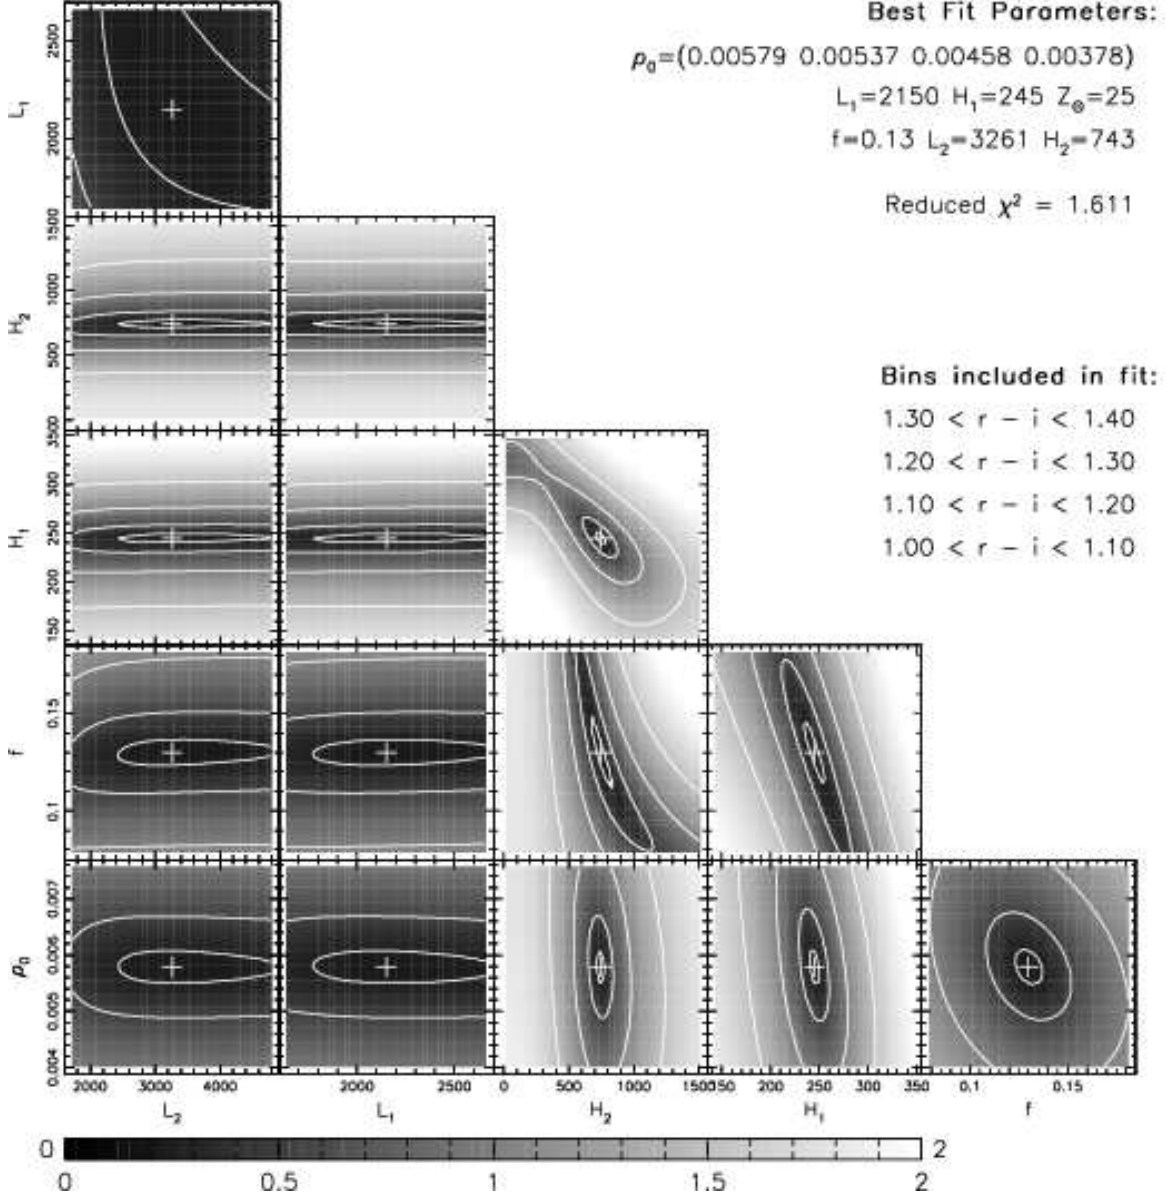 Best Fit Parameters:
ρ₀=(0.00579 0.00537 0.00458 0.00378)
L₁=2150 H₁=245 Z⊙=25
f=0.13 L₂=3261 H₂=743
Reduced χ² = 1.611
Bins included in fit:
1.30 < r − i < 1.40
1.20 < r − i < 1.30
1.10 < r − i < 1.20
1.00 < r − i < 1.10
L₁
2500
2000
H₂
1500
1000
500
H₁
350
300
250
200
150
f
0.15
0.1
ρ₀
0.007
0.006
0.005
0.004
2000 3000 4000
2000 2500
0 500 1000 1500
150 200 250 300 350
0.1 0.15
L₂ L₁ H₂ H₁ f
0 2
0 0.5 1 1.5 2